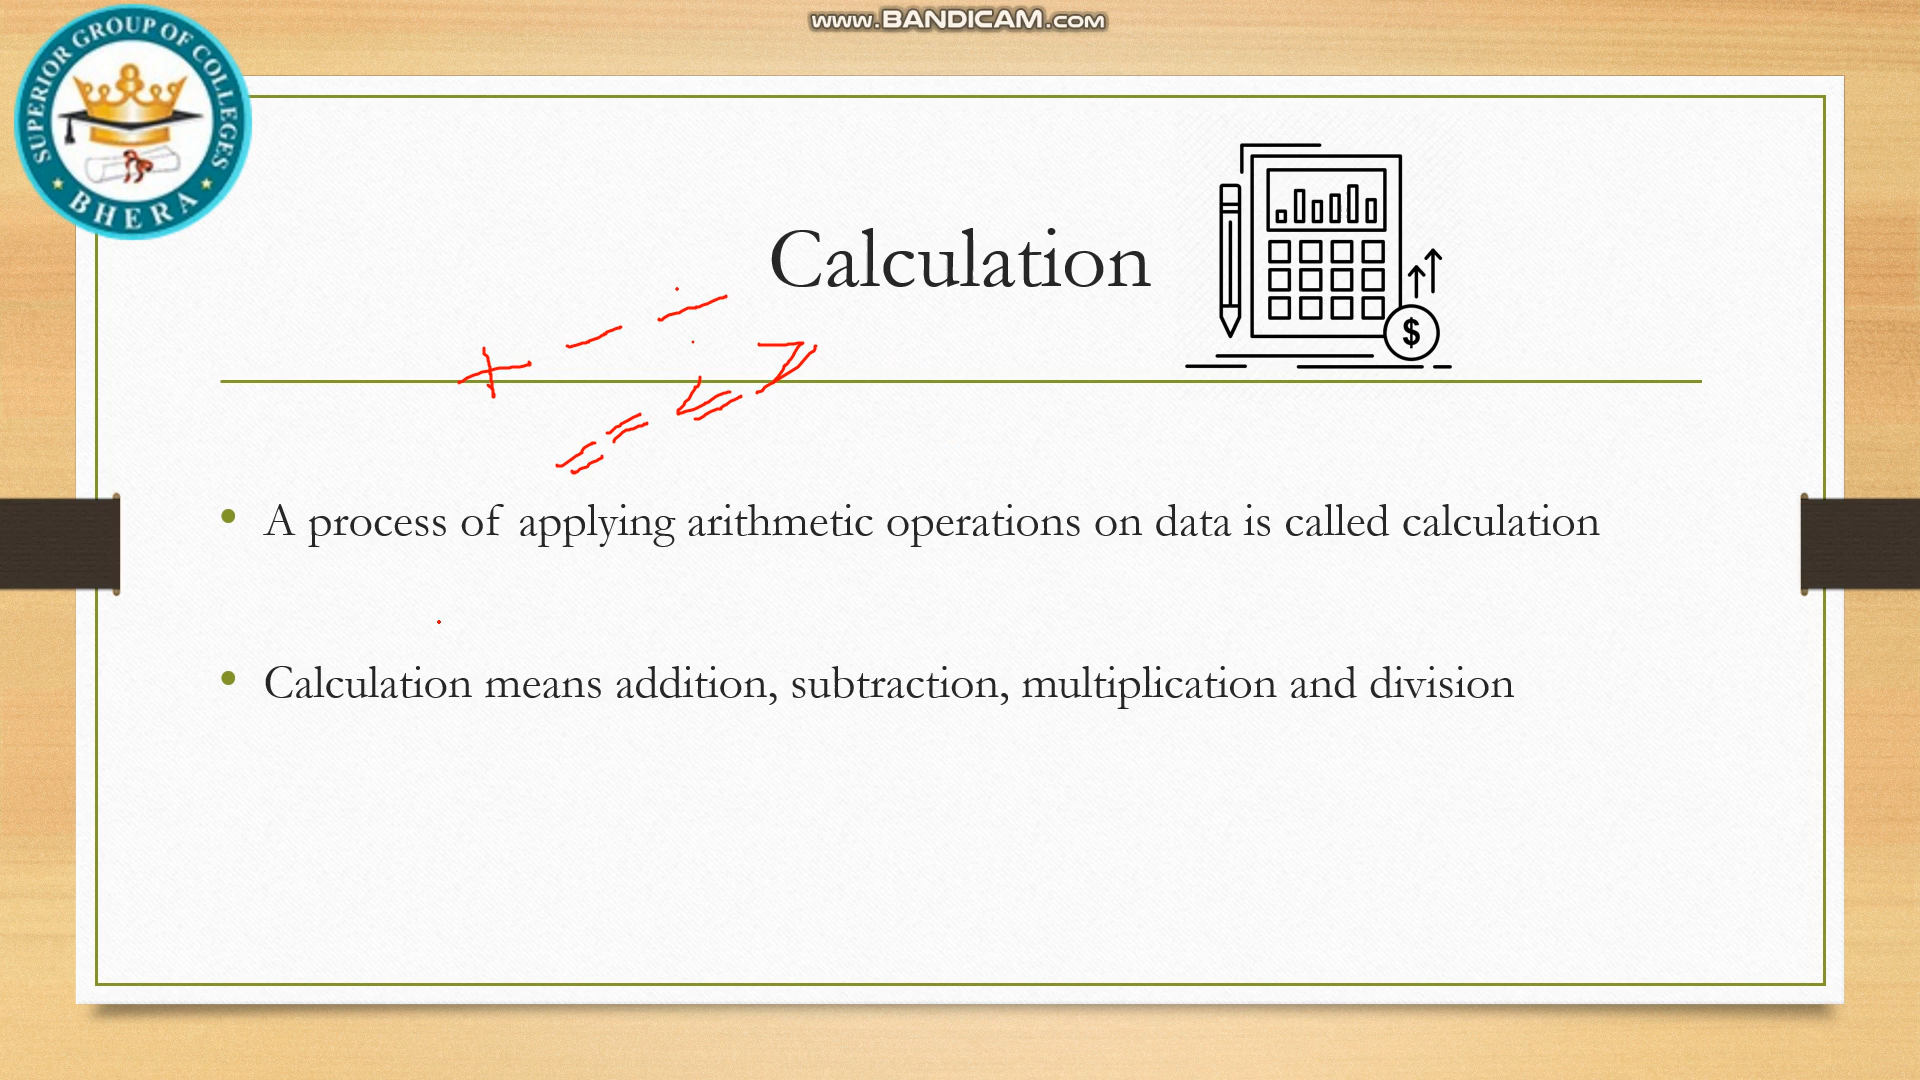 www.BANDICAM.com
SUPERIOR GROUP OF COLLEGES
BHERA
Calculation
$
+ − ÷
= = ≤ >
• A process of applying arithmetic operations on data is called calculation
• Calculation means addition, subtraction, multiplication and division